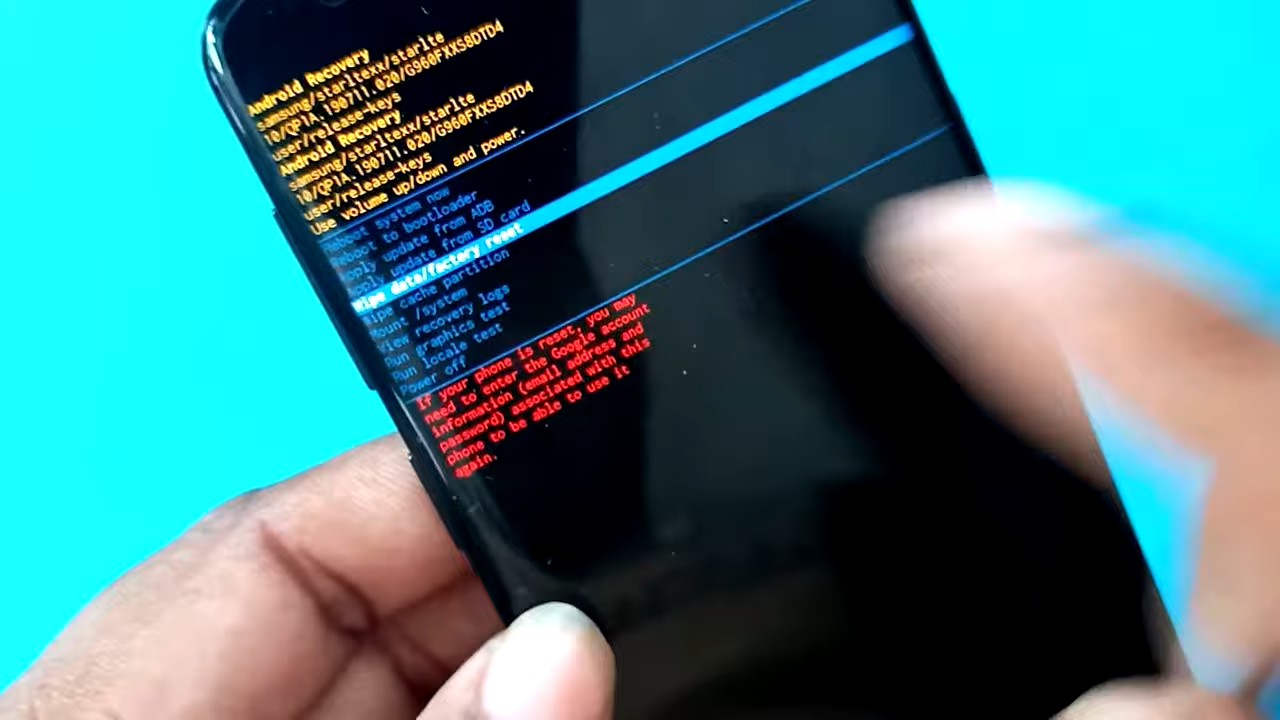 Android Recovery
samsung/starltexx/starlte
10/QP1A.190711.020/G960FXXS8DTD4
user/release-keys
Android Recovery
samsung/starltexx/starlte
10/QP1A.190711.020/G960FXXS8DTD4
user/release-keys
Use volume up/down and power.
Reboot system now
Reboot to bootloader
Apply update from ADB
Apply update from SD card
Wipe data/factory reset
Wipe cache partition
Mount /system
View recovery logs
Run graphics test
Run locale test
Power off
If your phone is reset, you may
need to enter the Google account
information (email address and
password) associated with this
phone to be able to use it
again.